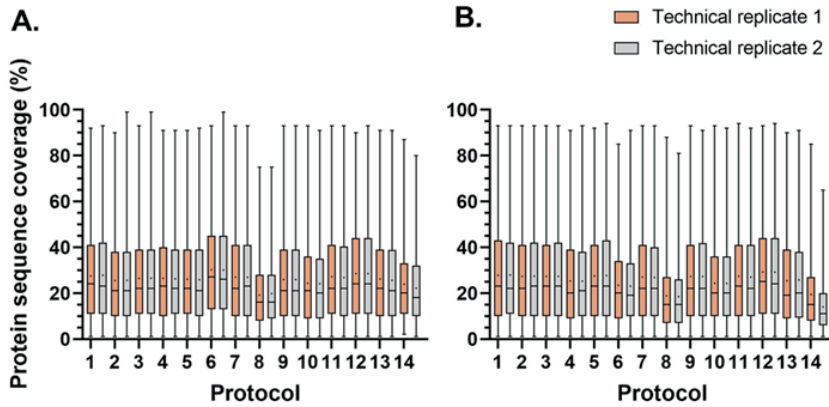 A.
B.
Technical replicate 1
Technical replicate 2
Protein sequence coverage (%)
100
80
60
40
20
0
1 2 3 4 5 6 7 8 9 10 11 12 13 14
Protocol
100
80
60
40
20
0
1 2 3 4 5 6 7 8 9 10 11 12 13 14
Protocol